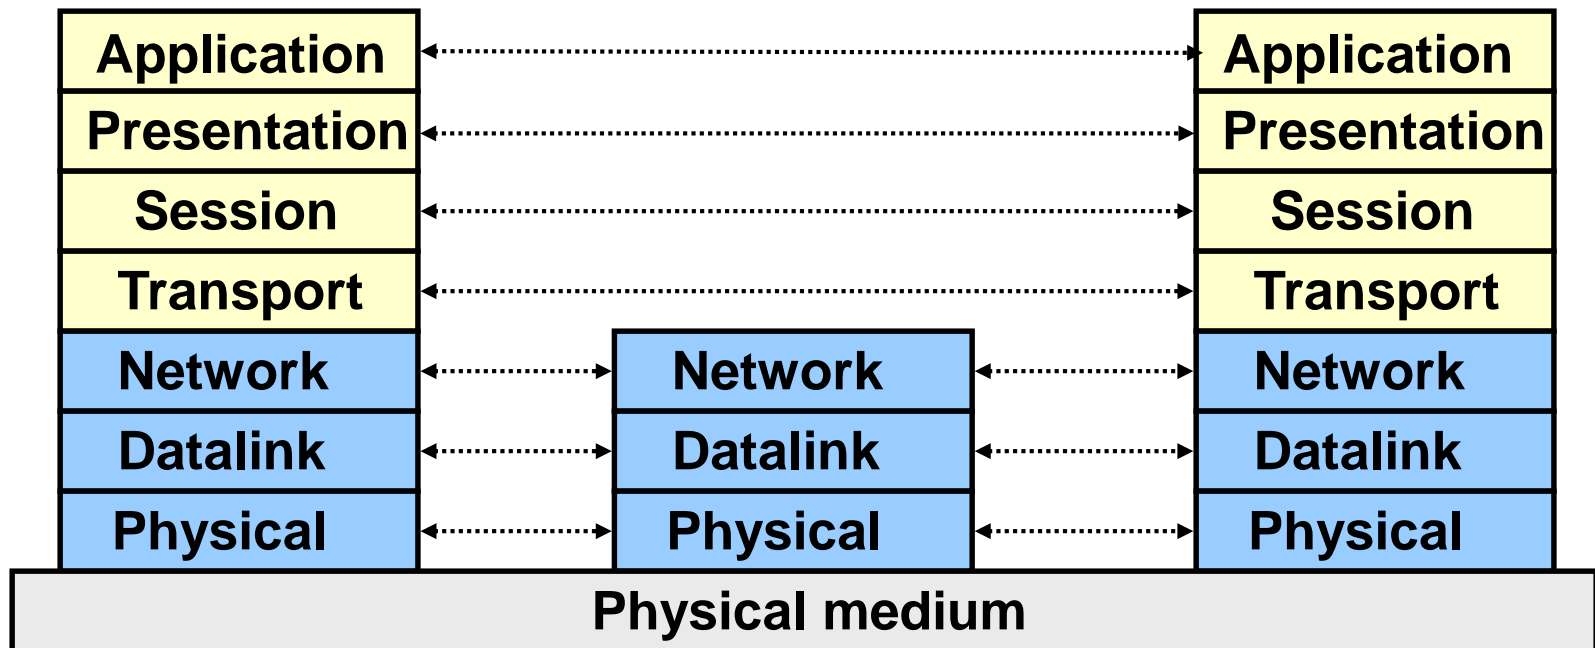 Application Application
Presentation Presentation
Session Session
Transport Transport
Network Network Network
Datalink Datalink Datalink
Physical Physical Physical
Physical medium